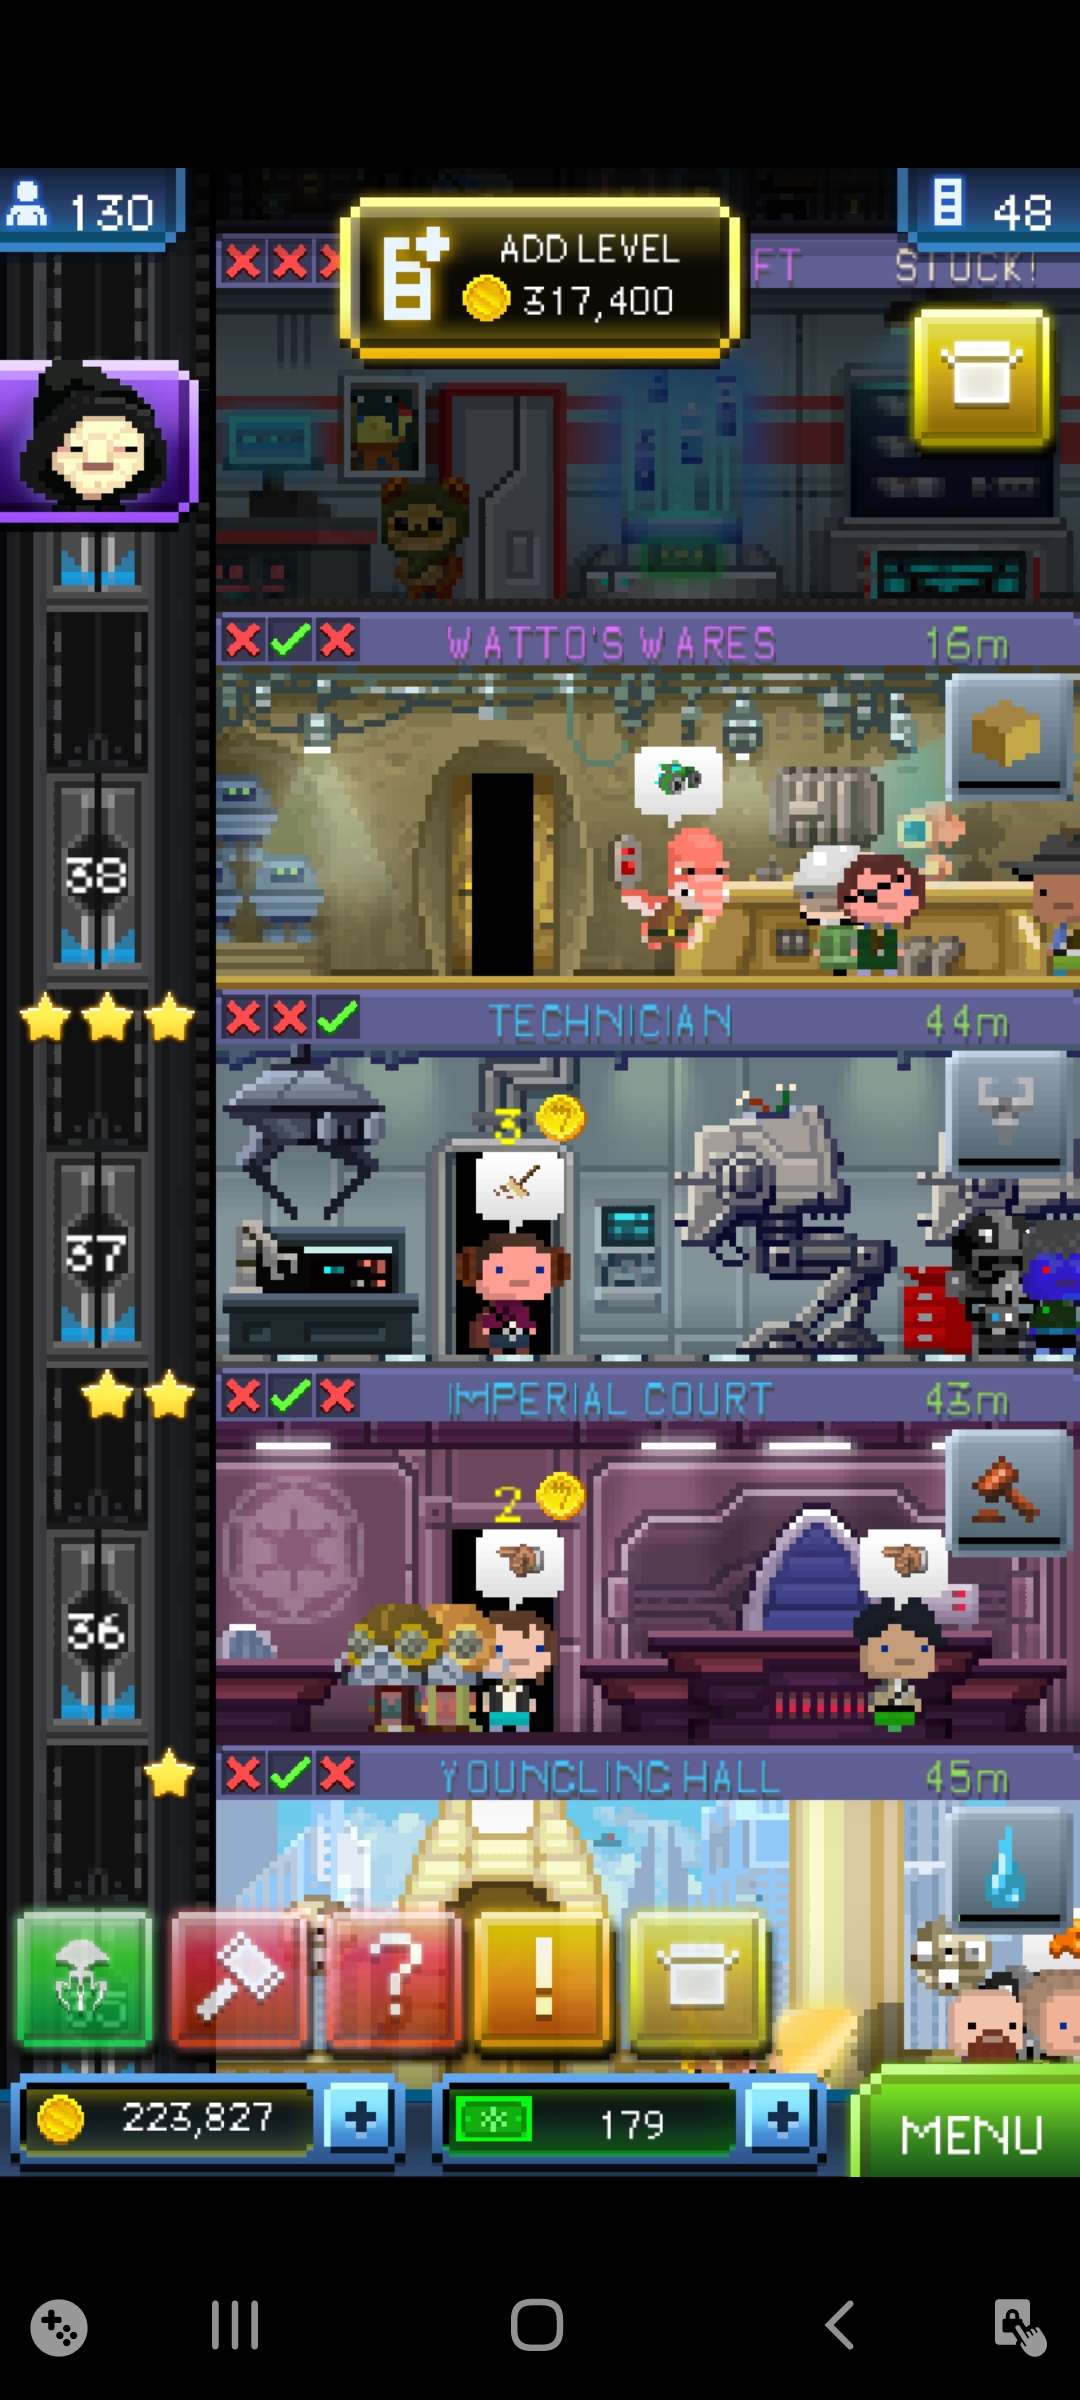 130
48
ADD LEVEL
317,400
FT
STUCK!
WATTO'S WARES
16m
38
TECHNICIAN
44m
3
37
IMPERIAL COURT
43m
2
36
YOUNGLING HALL
45m
?
!
223,827
+
179
+
MENU